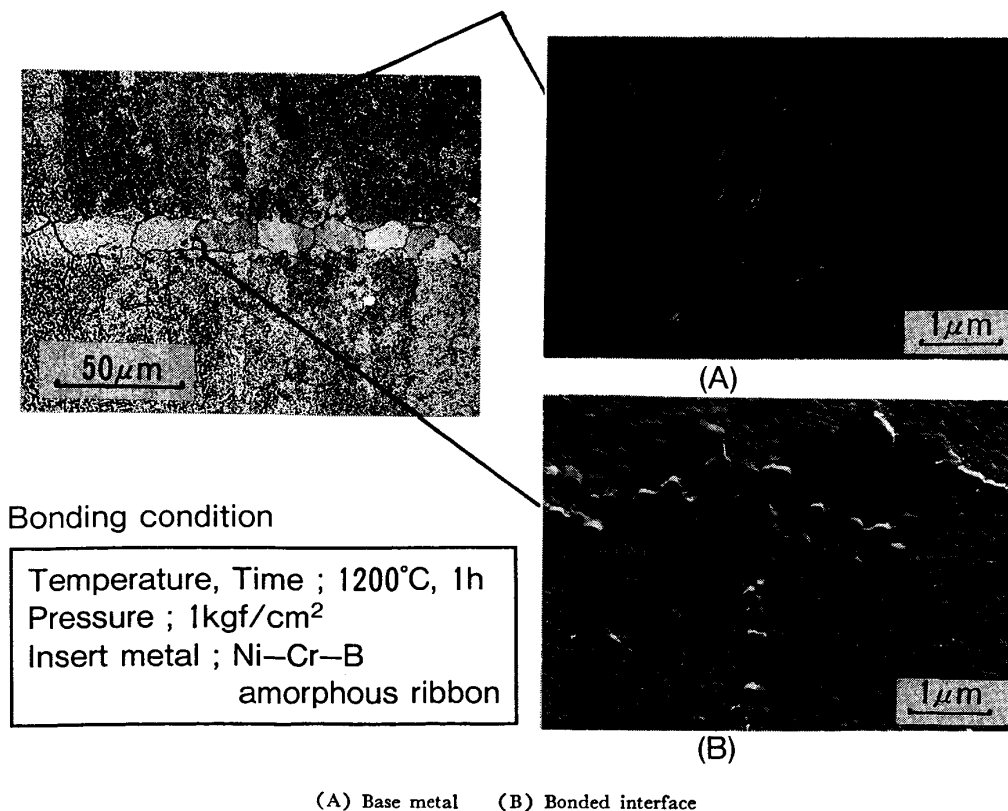 50μm
1μm
(A)
Bonding condition
Temperature, Time ; 1200°C, 1h
Pressure ; 1kgf/cm²
Insert metal ; Ni–Cr–B
amorphous ribbon
1μm
(B)
(A) Base metal (B) Bonded interface